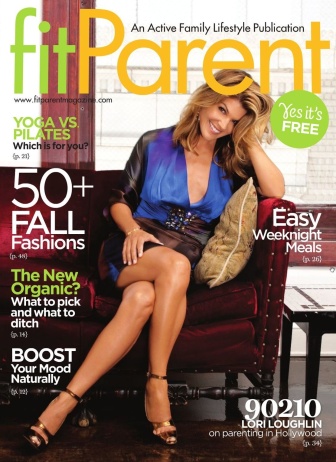 An Active Family Lifestyle Publication
fitParent
www.fitparentmagazine.com
Yes it's
FREE
YOGA VS.
PILATES
Which is for you?
{p. 21}
50+
FALL
Fashions
{p. 48}
Easy
Weeknight
Meals
{p. 26}
The New
Organic?
What to pick
and what to
ditch
{p. 14}
BOOST
Your Mood
Naturally
90210
LORI LOUGHLIN
on parenting in Hollywood
{p. 34}